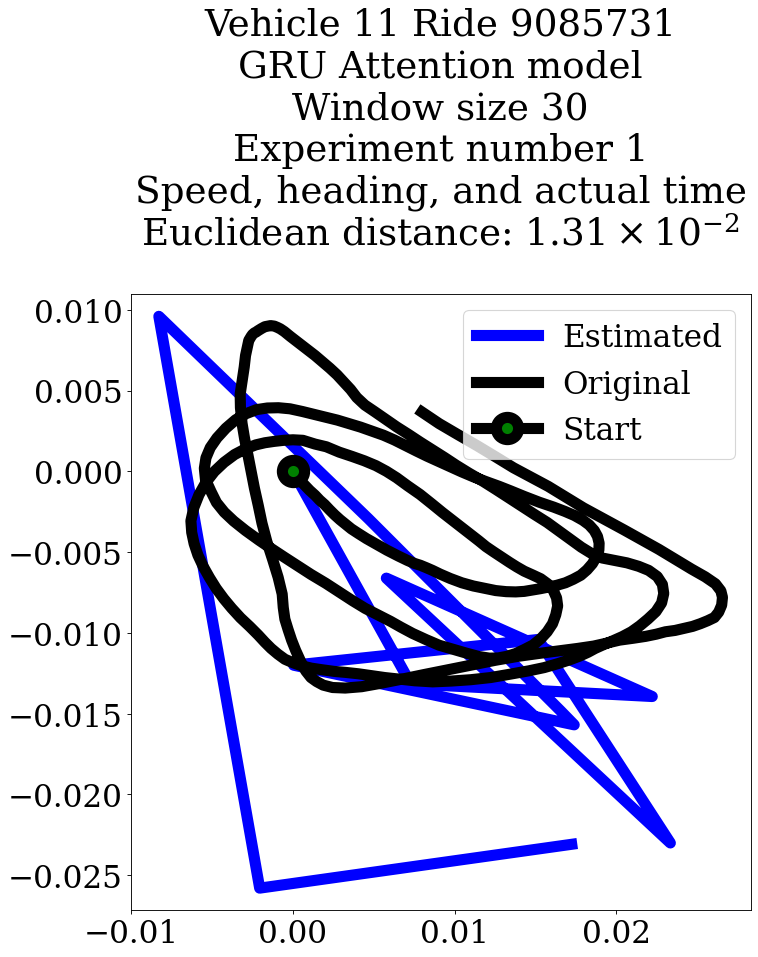 Vehicle 11 Ride 9085731
GRU Attention model
Window size 30
Experiment number 1
Speed, heading, and actual time
Euclidean distance: 1.31 × 10⁻²
Estimated
Original
Start
0.010
0.005
0.000
−0.005
−0.010
−0.015
−0.020
−0.025
−0.01
0.00
0.01
0.02